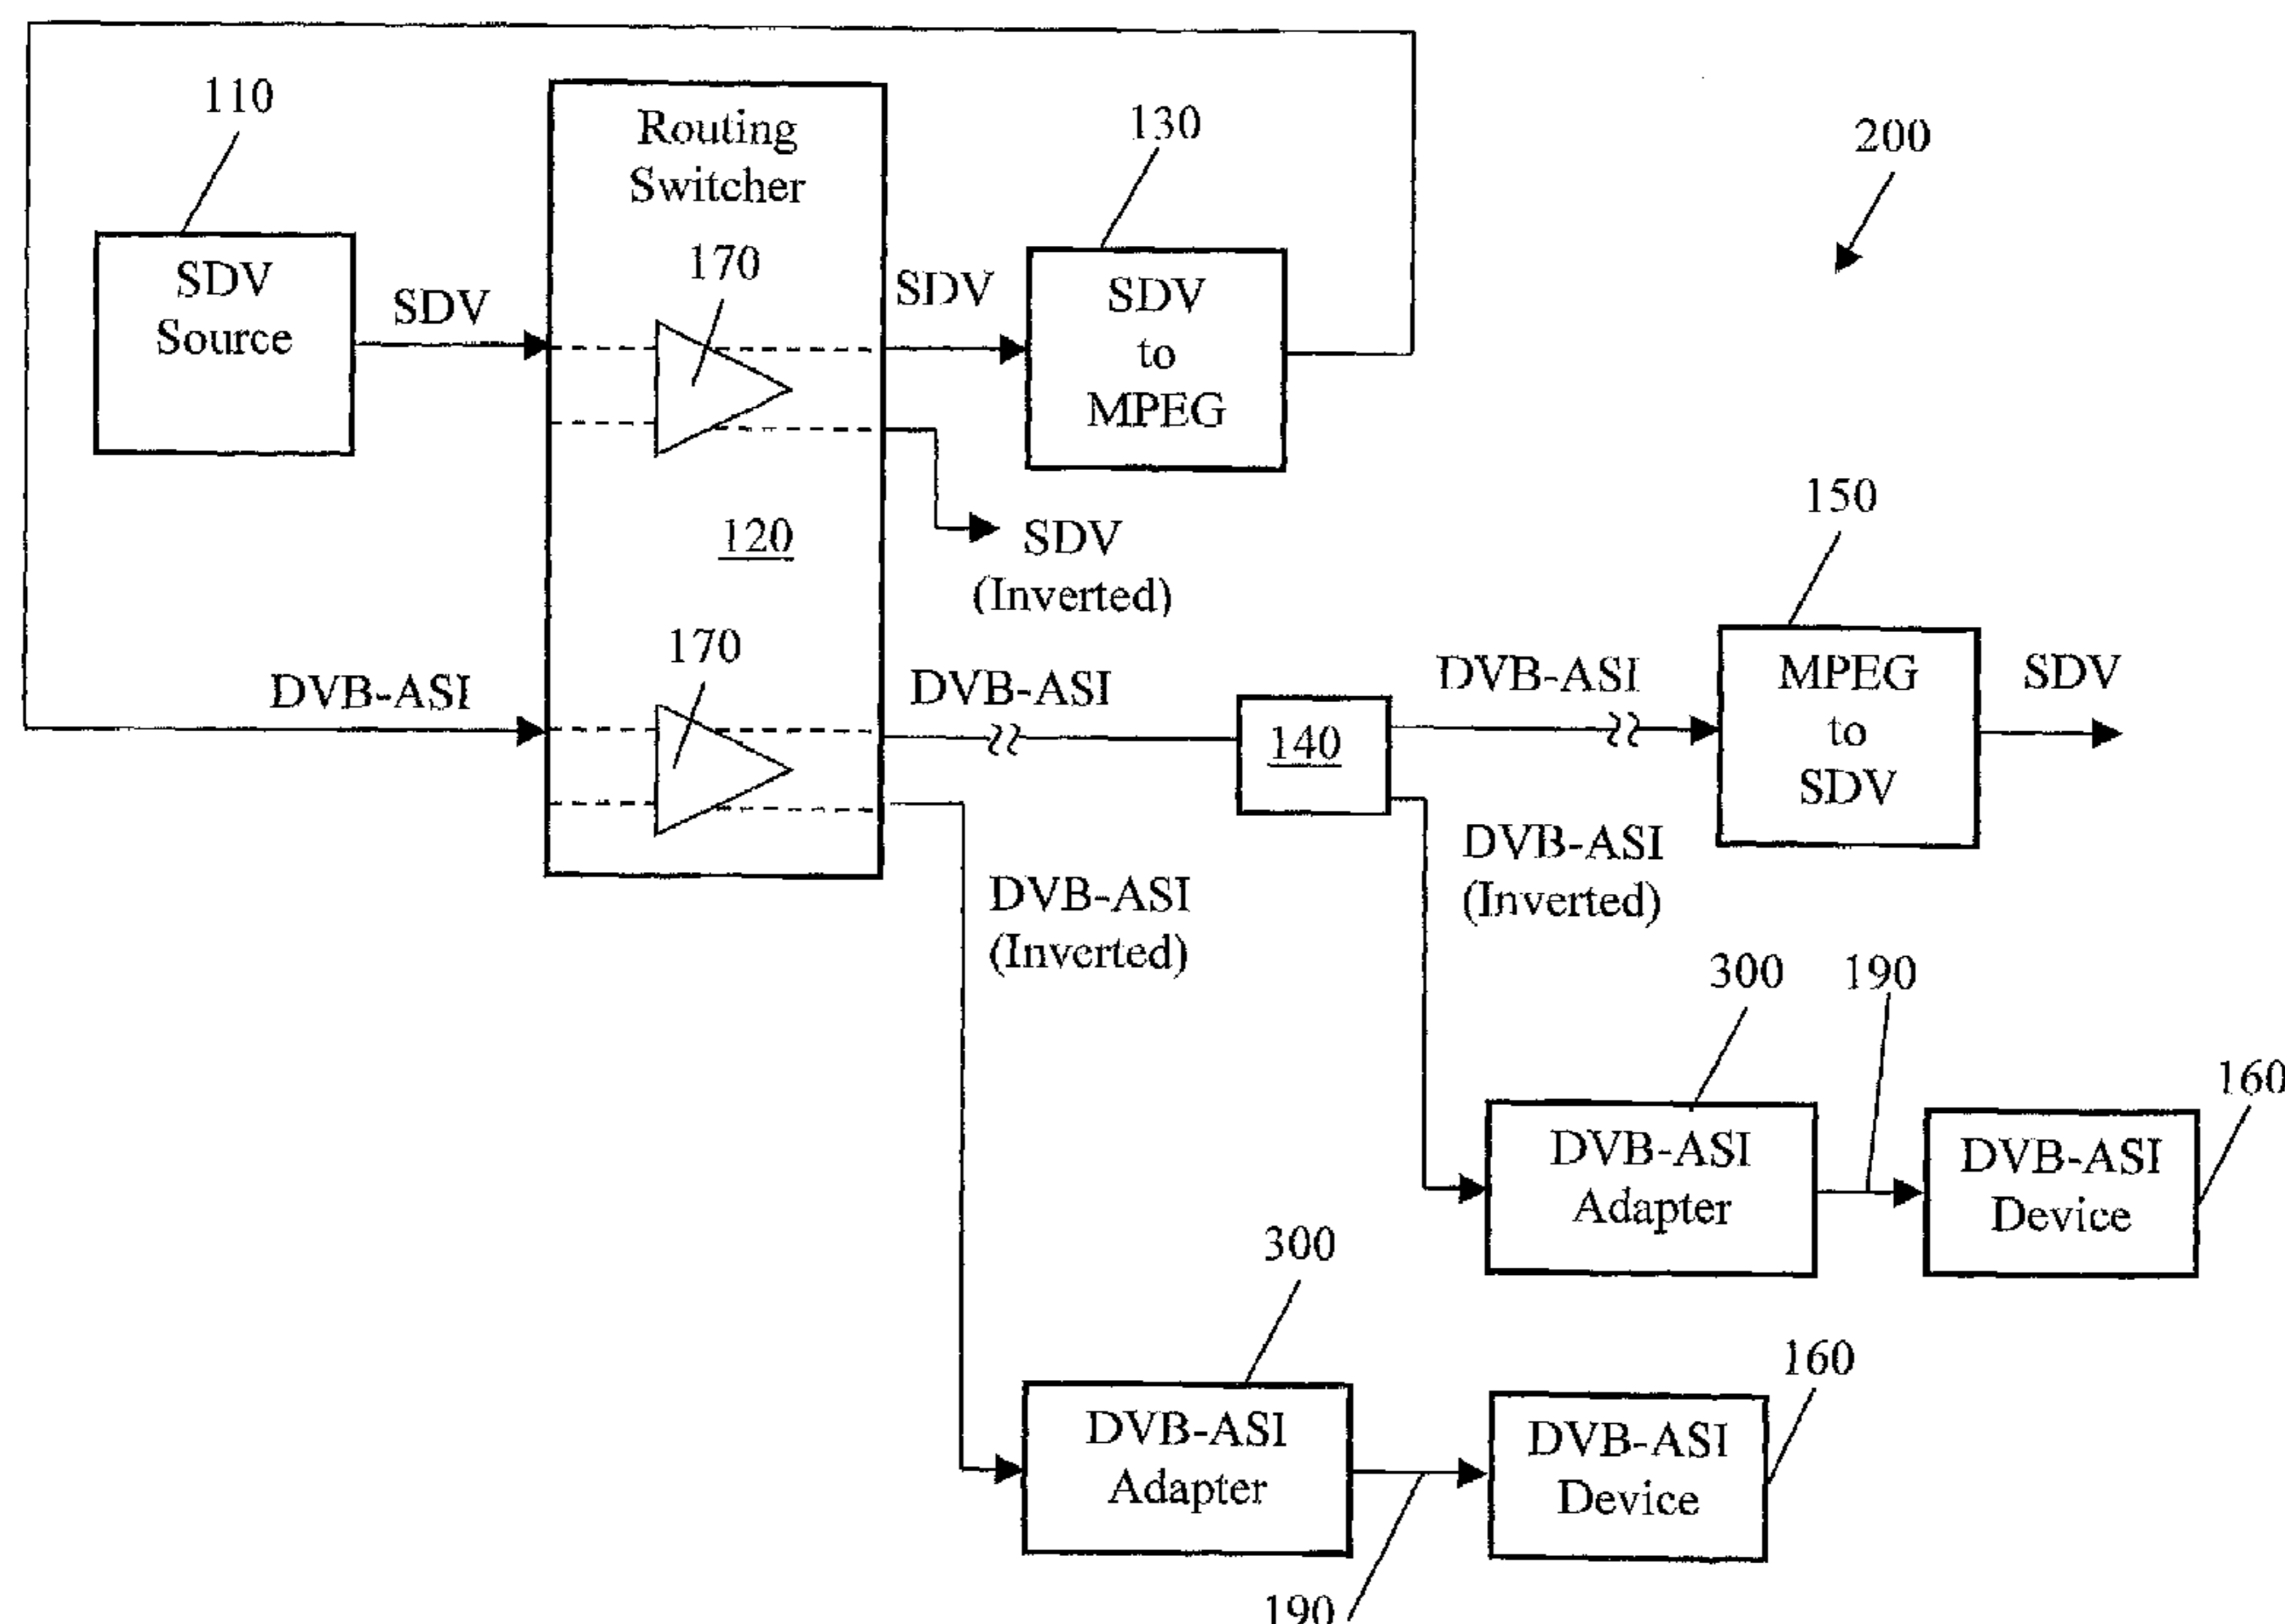 110
Routing
Switcher
130
200
SDV
Source
SDV
170
SDV
SDV
to
MPEG
120
SDV
(Inverted)
150
170
DVB-ASI
DVB-ASI
140
DVB-ASI
MPEG
to
SDV
SDV
DVB-ASI
(Inverted)
DVB-ASI
(Inverted)
300
190
160
DVB-ASI
Adapter
DVB-ASI
Device
300
160
DVB-ASI
Adapter
DVB-ASI
Device
190